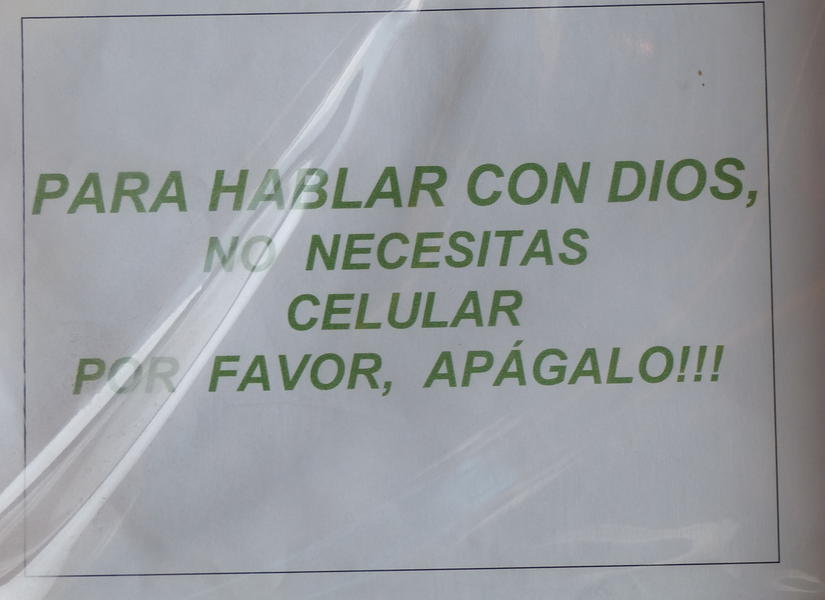 PARA HABLAR CON DIOS,
NO NECESITAS
CELULAR
POR FAVOR, APÁGALO!!!